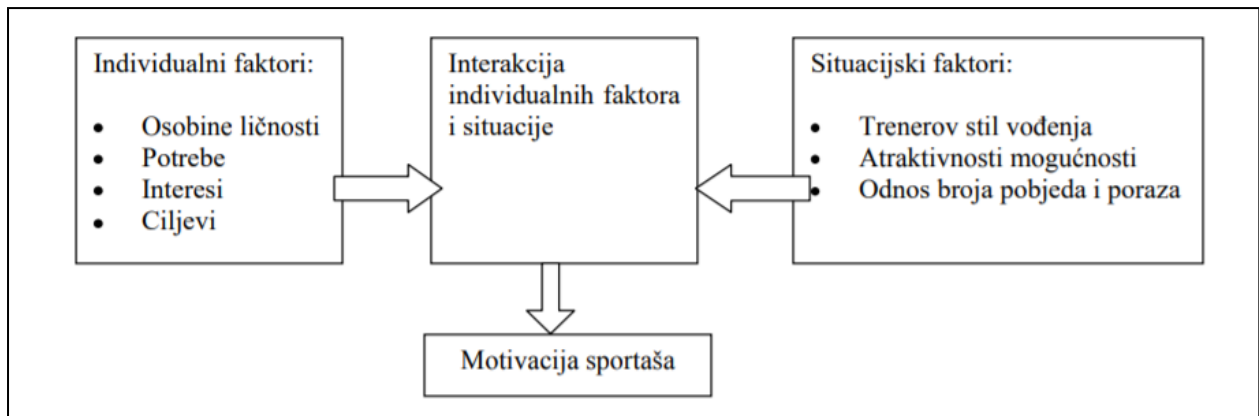 Individualni faktori:
• Osobine ličnosti
• Potrebe
• Interesi
• Ciljevi
Interakcija
individualnih faktora
i situacije
Situacijski faktori:
• Trenerov stil vođenja
• Atraktivnosti mogućnosti
• Odnos broja pobjeda i poraza
Motivacija sportaša